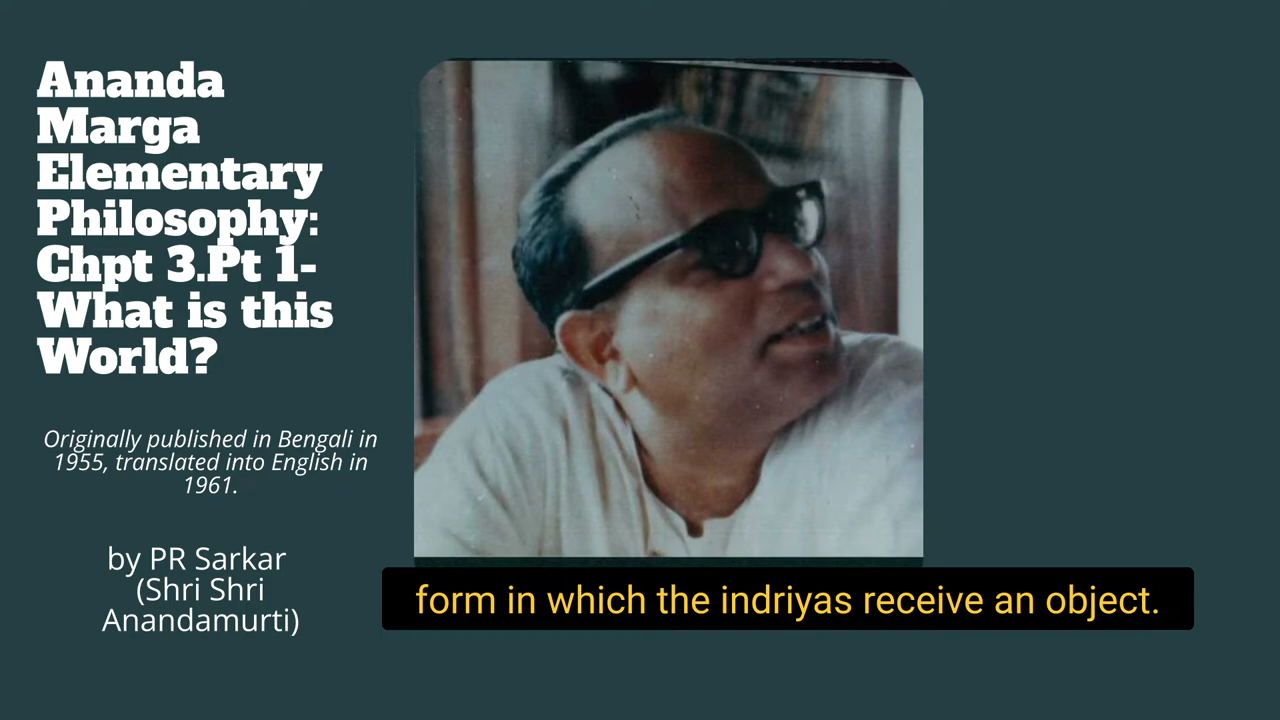 Ananda
Marga
Elementary
Philosophy:
Chpt 3.Pt 1-
What is this
World?
Originally published in Bengali in
1955, translated into English in
1961.
by PR Sarkar
(Shri Shri
Anandamurti)
form in which the indriyas receive an object.